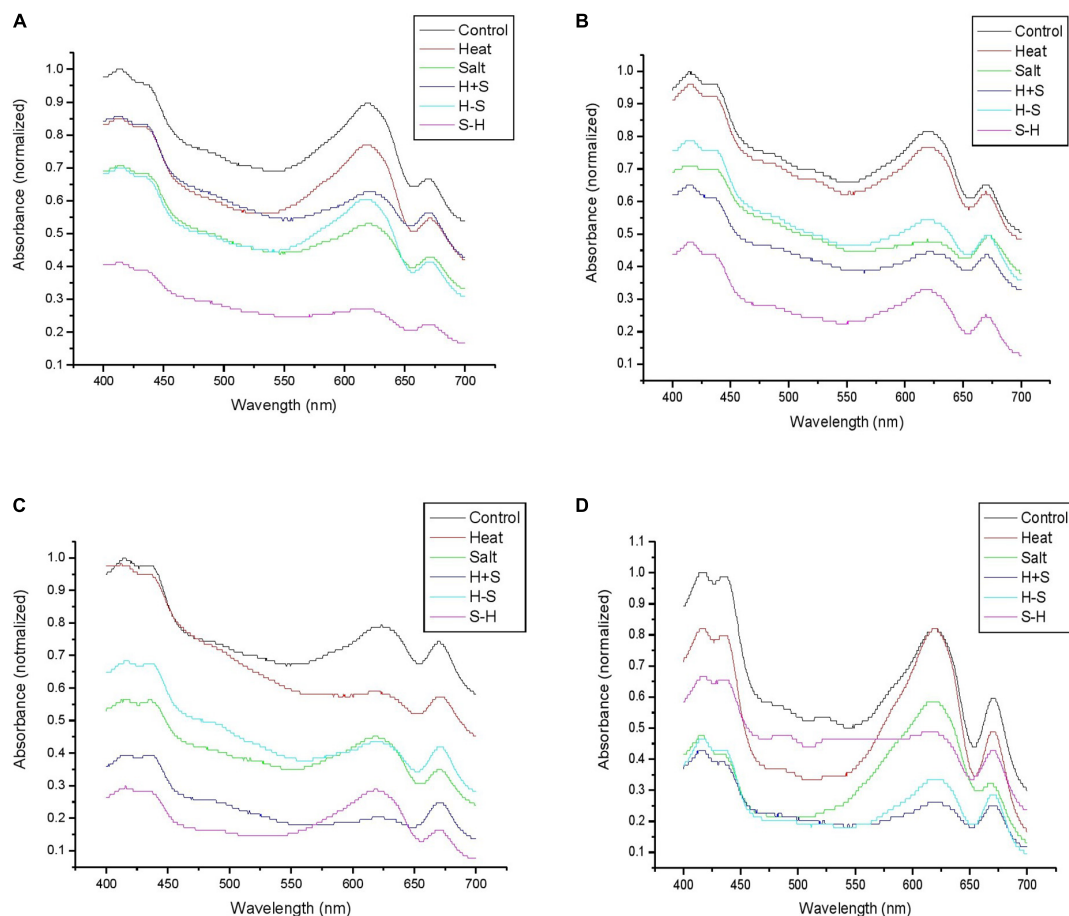 A
Control
Heat
Salt
H+S
H-S
S-H
1.0
0.9
0.8
0.7
0.6
0.5
0.4
0.3
0.2
0.1
Absorbance (normalized)
400 450 500 550 600 650 700
Wavength (nm)
B
Control
Heat
Salt
H+S
H-S
S-H
1.0
0.9
0.8
0.7
0.6
0.5
0.4
0.3
0.2
0.1
Absorbance (normalized)
400 450 500 550 600 650 700
Wavelength (nm)
C
Control
Heat
Salt
H+S
H-S
S-H
1.0
0.9
0.8
0.7
0.6
0.5
0.4
0.3
0.2
0.1
Absorbance (notmalized)
400 450 500 550 600 650 700
Wavelength (nm)
D
Control
Heat
Salt
H+S
H-S
S-H
1.1
1.0
0.9
0.8
0.7
0.6
0.5
0.4
0.3
0.2
0.1
Absorbance (normalized)
400 450 500 550 600 650 700
Wavelength (nm)